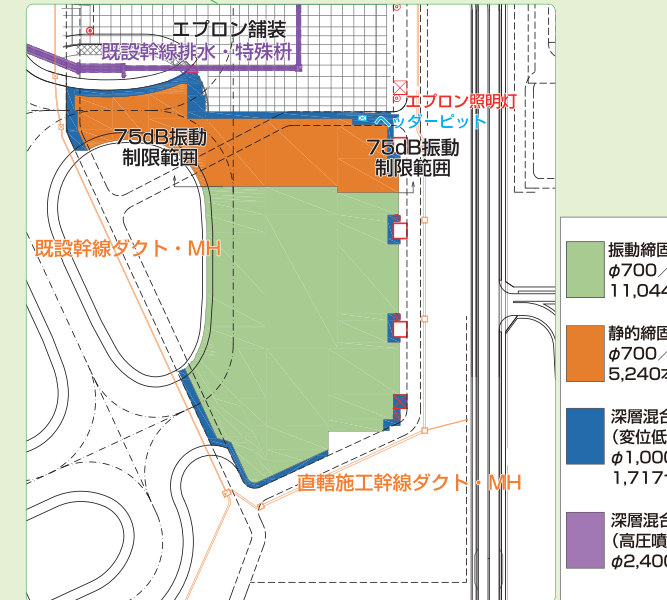 エプロン舗装
既設幹線排水・特殊枡
エプロン照明灯
ヘッダーピット
75dB振動
制限範囲
75dB振動
制限範囲
既設幹線ダクト・MH
直轄施工幹線ダクト・MH
振動締固
φ700／
11,044
静的締固
φ700／
5,240本
深層混合
（変位低
φ1,000
1,717
深層混合
（高圧噴
φ2,400